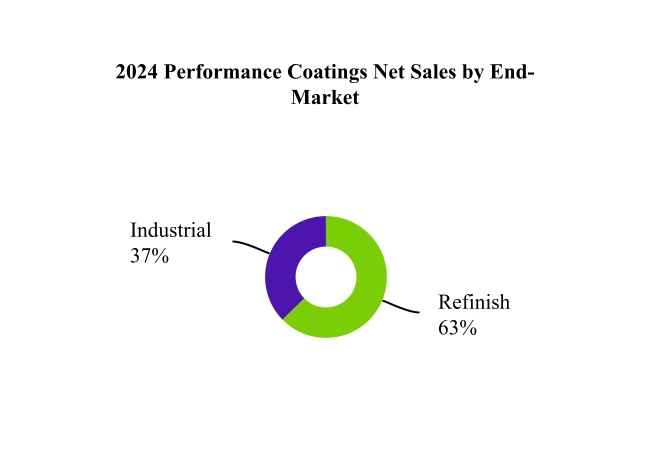 2024 Performance Coatings Net Sales by End-
Market
Industrial
37%
Refinish
63%